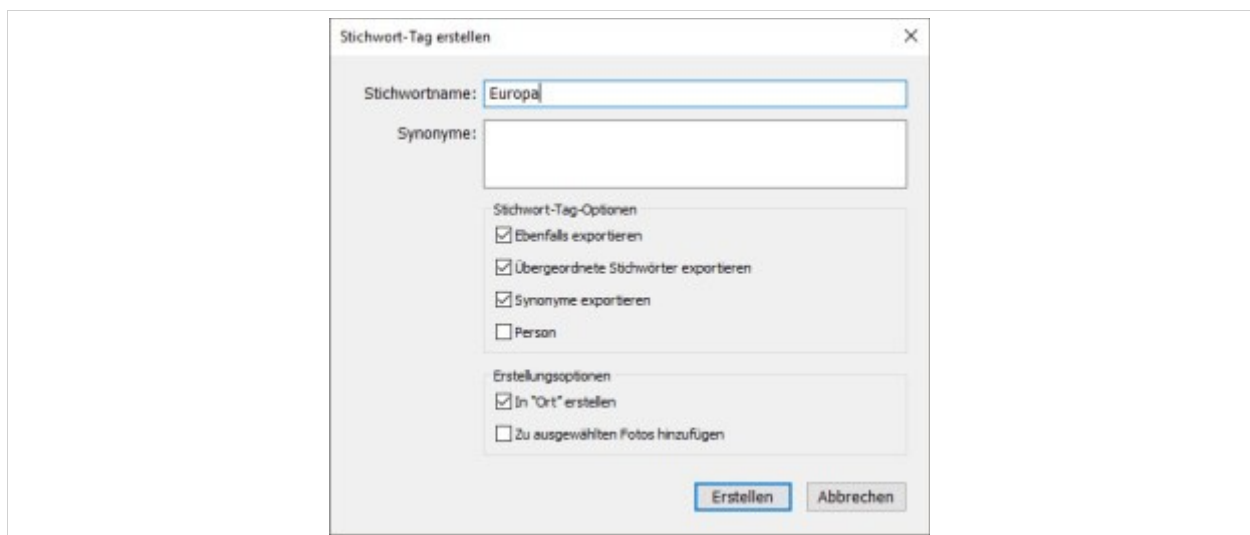 Stichwort-Tag erstellen
Stichwortname: Europa
Synonyme:
Stichwort-Tag-Optionen
Ebenfalls exportieren
Übergeordnete Stichwörter exportieren
Synonyme exportieren
Person
Erstellungsoptionen
In "Ort" erstellen
Zu ausgewählten Fotos hinzufügen
Erstellen Abbrechen